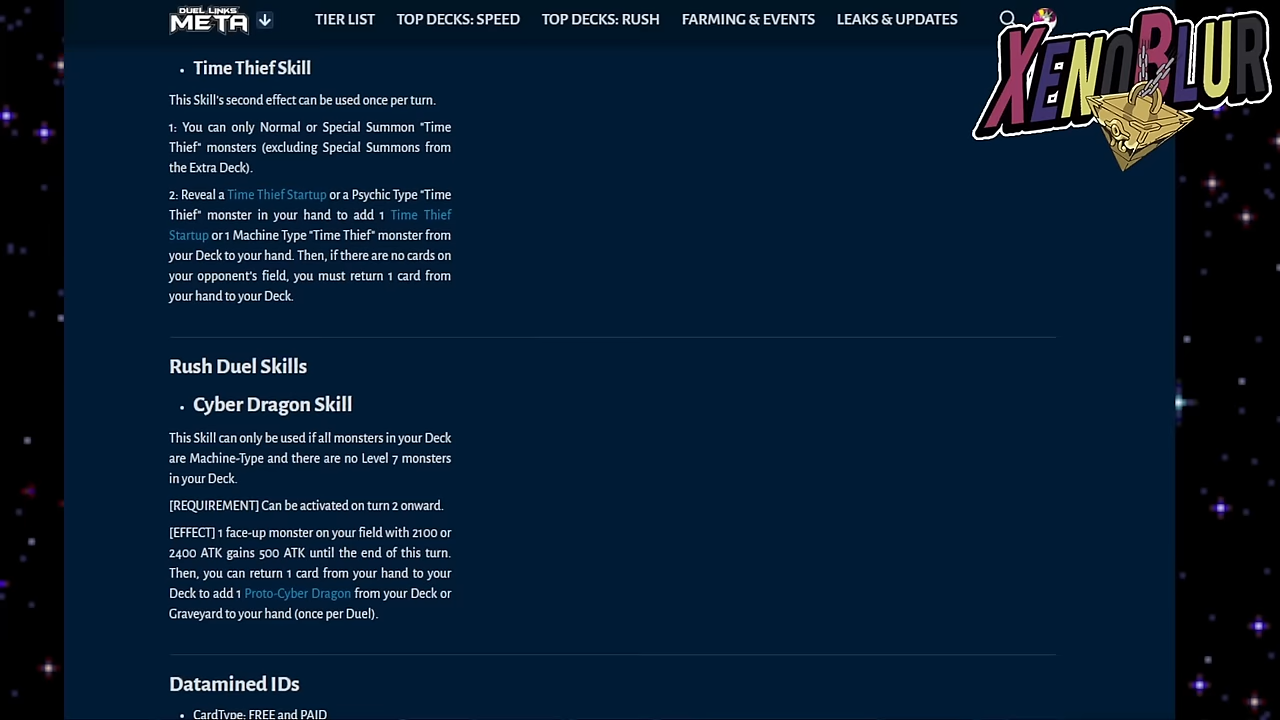 DUEL LINKS
META
TIER LIST
TOP DECKS: SPEED
TOP DECKS: RUSH
FARMING & EVENTS
LEAKS & UPDATES
XENOBLUR
• Time Thief Skill
This Skill's second effect can be used once per turn.
1: You can only Normal or Special Summon "Time
Thief" monsters (excluding Special Summons from
the Extra Deck).
2: Reveal a Time Thief Startup or a Psychic Type "Time
Thief" monster in your hand to add 1 Time Thief
Startup or 1 Machine Type "Time Thief" monster from
your Deck to your hand. Then, if there are no cards on
your opponent's field, you must return 1 card from
your hand to your Deck.
Rush Duel Skills
• Cyber Dragon Skill
This Skill can only be used if all monsters in your Deck
are Machine-Type and there are no Level 7 monsters
in your Deck.
[REQUIREMENT] Can be activated on turn 2 onward.
[EFFECT] 1 face-up monster on your field with 2100 or
2400 ATK gains 500 ATK until the end of this turn.
Then, you can return 1 card from your hand to your
Deck to add 1 Proto-Cyber Dragon from your Deck or
Graveyard to your hand (once per Duel).
Datamined IDs
• CardType: FREE and PAID